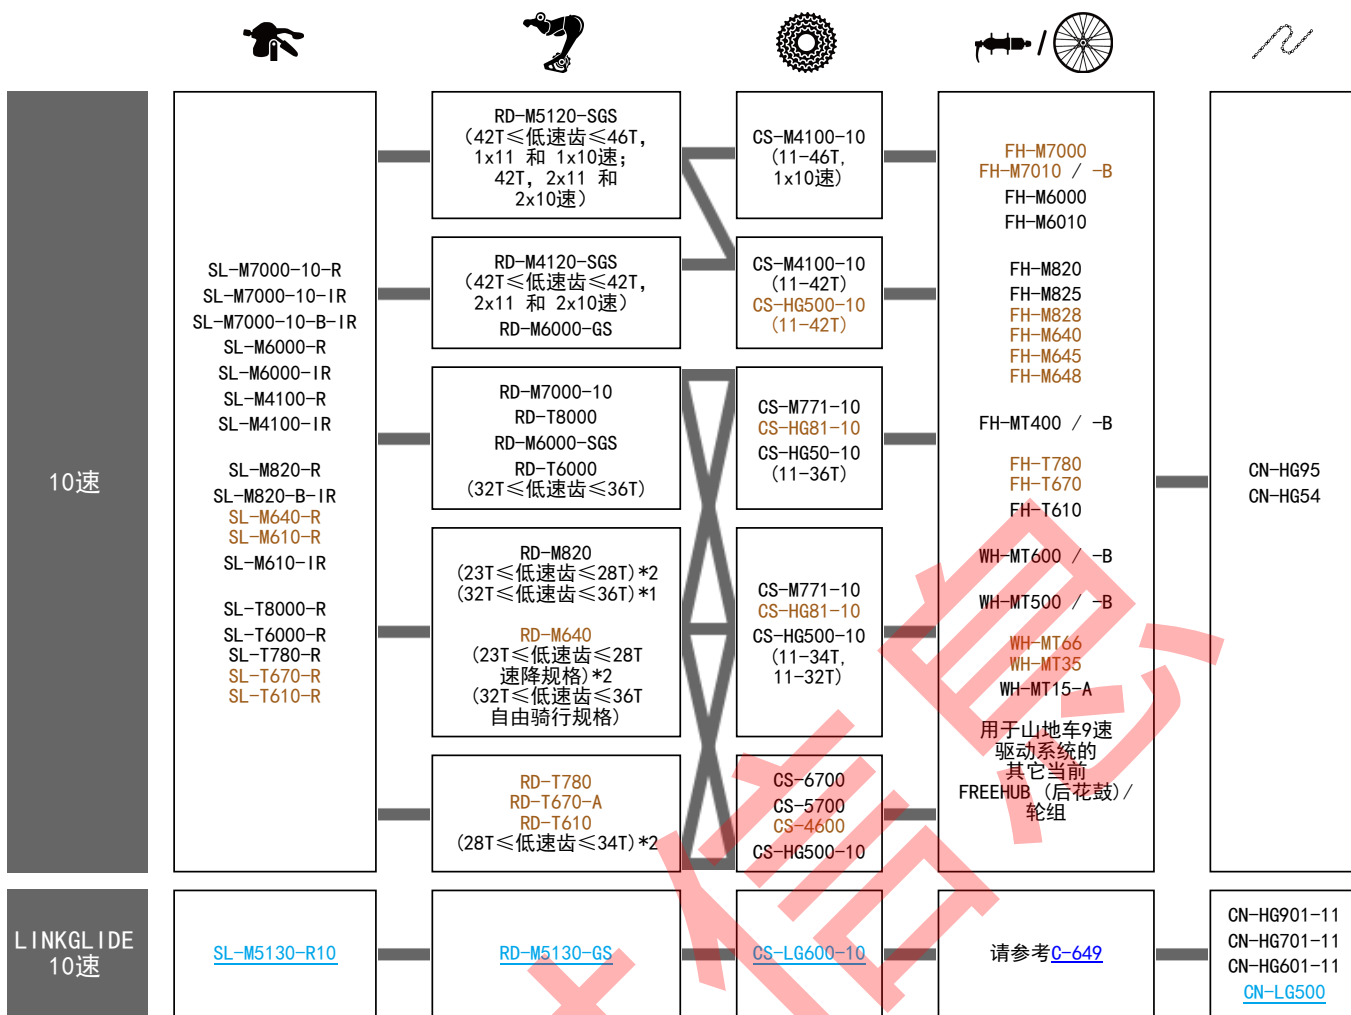 10速
SL-M7000-10-R
SL-M7000-10-IR
SL-M7000-10-B-IR
SL-M6000-R
SL-M6000-IR
SL-M4100-R
SL-M4100-IR
SL-M820-R
SL-M820-B-IR
SL-M640-R
SL-M610-R
SL-M610-IR
SL-T8000-R
SL-T6000-R
SL-T780-R
SL-T670-R
SL-T610-R
RD-M5120-SGS
(42T≤低速齿≤46T,
1x11 和 1x10速;
42T, 2x11 和
2x10速)
RD-M4120-SGS
(42T≤低速齿≤42T,
2x11 和 2x10速)
RD-M6000-GS
RD-M7000-10
RD-T8000
RD-M6000-SGS
RD-T6000
(32T≤低速齿≤36T)
RD-M820
(23T≤低速齿≤28T)*2
(32T≤低速齿≤36T)*1
RD-M640
(23T≤低速齿≤28T
速降规格)*2
(32T≤低速齿≤36T
自由骑行规格)
RD-T780
RD-T670-A
RD-T610
(28T≤低速齿≤34T)*2
CS-M4100-10
(11-46T,
1x10速)
CS-M4100-10
(11-42T)
CS-HG500-10
(11-42T)
CS-M771-10
CS-HG81-10
CS-HG50-10
(11-36T)
CS-M771-10
CS-HG81-10
CS-HG500-10
(11-34T,
11-32T)
CS-6700
CS-5700
CS-4600
CS-HG500-10
FH-M7000
FH-M7010 / -B
FH-M6000
FH-M6010
FH-M820
FH-M825
FH-M828
FH-M640
FH-M645
FH-M648
FH-MT400 / -B
FH-T780
FH-T670
FH-T610
WH-MT600 / -B
WH-MT500 / -B
WH-MT66
WH-MT35
WH-MT15-A
用于山地车9速
驱动系统的
其它当前
FREEHUB (后花鼓)/
轮组
CN-HG95
CN-HG54
LINKGLIDE
10速
SL-M5130-R10
RD-M5130-GS
CS-LG600-10
请参考C-649
CN-HG901-11
CN-HG701-11
CN-HG601-11
CN-LG500
信息